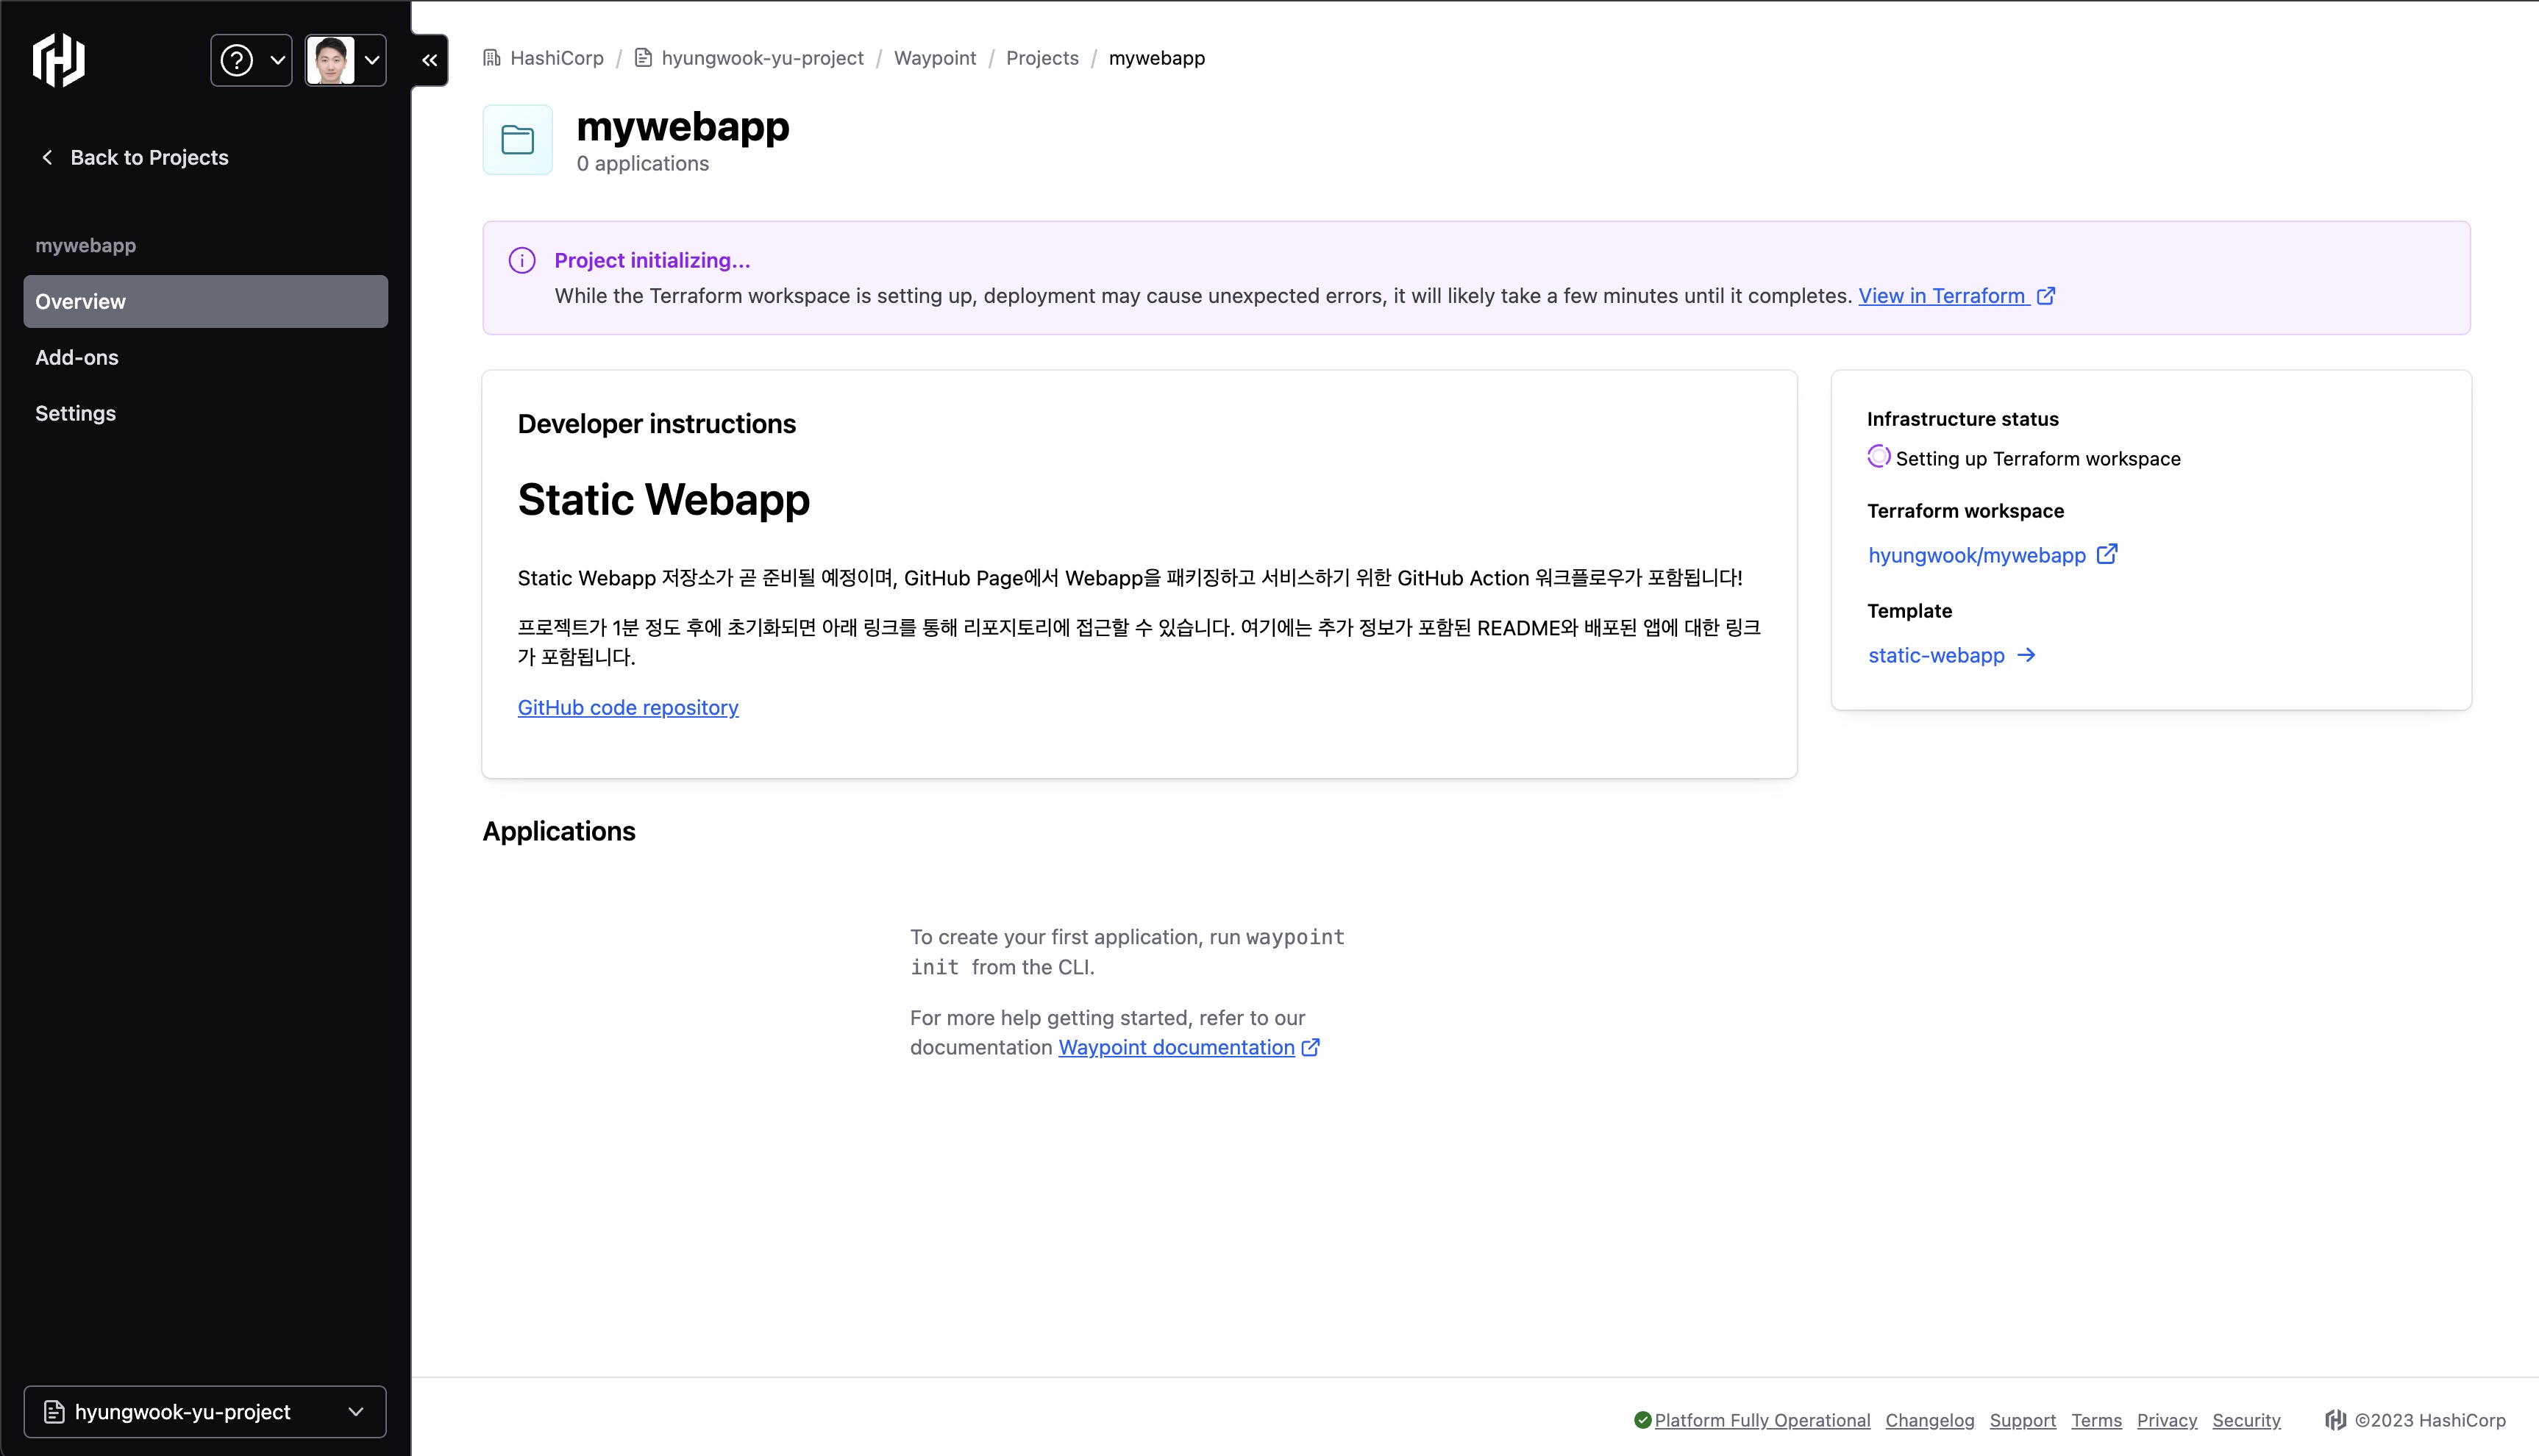 HashiCorp / hyungwook-yu-project / Waypoint / Projects / mywebapp
Back to Projects
mywebapp
Overview
Add-ons
Settings
hyungwook-yu-project
mywebapp
0 applications
Project initializing...
While the Terraform workspace is setting up, deployment may cause unexpected errors, it will likely take a few minutes until it completes. View in Terraform
Developer instructions
Static Webapp
Static Webapp 저장소가 곧 준비될 예정이며, GitHub Page에서 Webapp을 패키징하고 서비스하기 위한 GitHub Action 워크플로우가 포함됩니다!
프로젝트가 1분 정도 후에 초기화되면 아래 링크를 통해 리포지토리에 접근할 수 있습니다. 여기에는 추가 정보가 포함된 README와 배포된 앱에 대한 링크
가 포함됩니다.
GitHub code repository
Infrastructure status
Setting up Terraform workspace
Terraform workspace
hyungwook/mywebapp
Template
static-webapp
Applications
To create your first application, run waypoint
init from the CLI.
For more help getting started, refer to our
documentation Waypoint documentation
Platform Fully Operational Changelog Support Terms Privacy Security ©2023 HashiCorp